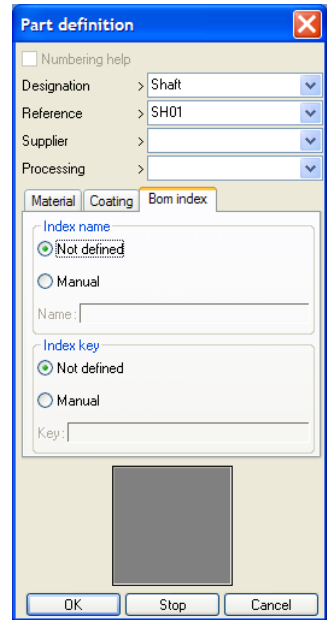 Part definition
Numbering help
Designation > Shaft
Reference > SH01
Supplier >
Processing >
Material Coating Bom index
Index name
Not defined
Manual
Name:
Index key
Not defined
Manual
Key:
OK Stop Cancel